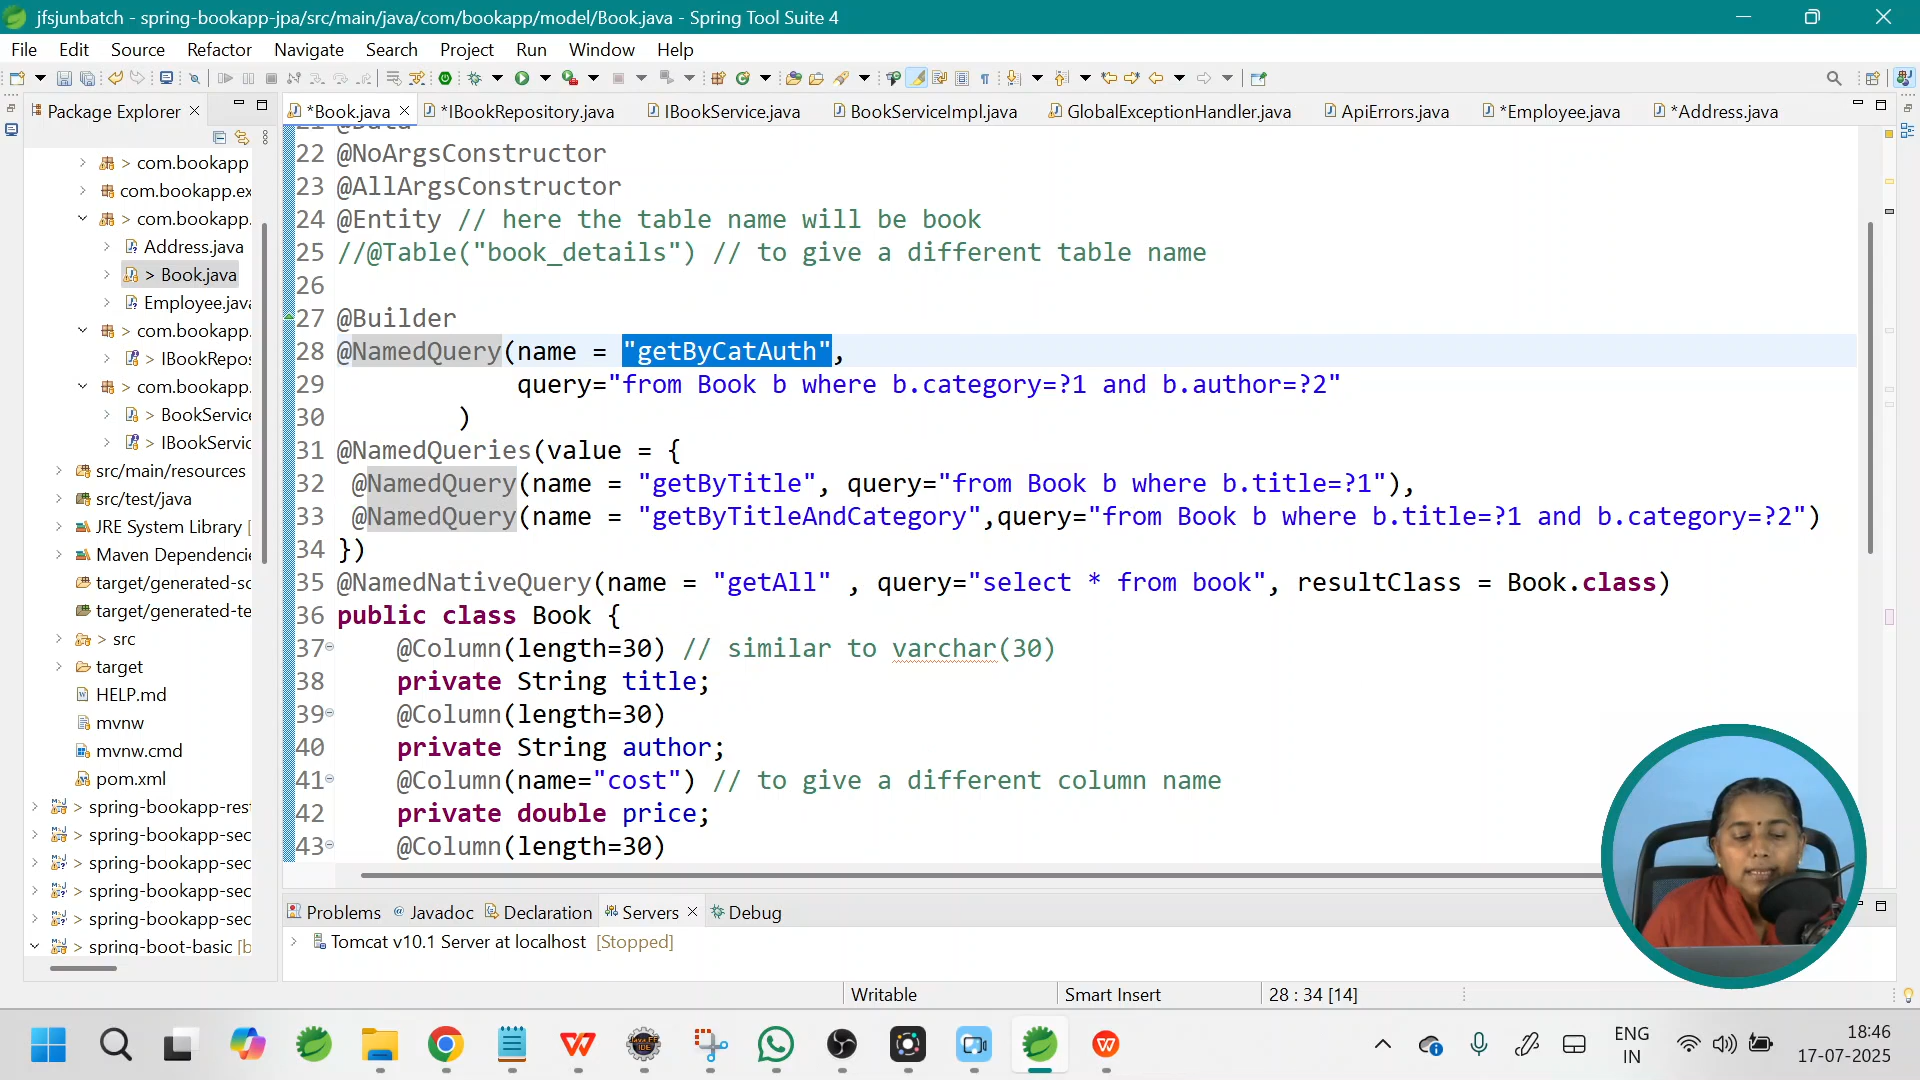 jfsjunbatch - spring-bookapp-jpa/src/main/java/com/bookapp/model/Book.java - Spring Tool Suite 4
File Edit Source Refactor Navigate Search Project Run Window Help
Package Explorer
*Book.java *IBookRepository.java IBookService.java BookServiceImpl.java GlobalExceptionHandler.java ApiErrors.java *Employee.java *Address.java
> com.bookapp
com.bookapp.ex
> com.bookapp.
Address.java
> Book.java
Employee.java
> com.bookapp.
> IBookRepos
> com.bookapp.
> BookService
> IBookServic
src/main/resources
src/test/java
JRE System Library [
Maven Dependencie
target/generated-so
target/generated-te
> src
target
HELP.md
mvnw
mvnw.cmd
pom.xml
> spring-bookapp-rest
> spring-bookapp-sec
> spring-bookapp-sec
> spring-bookapp-sec
> spring-bookapp-sec
> spring-boot-basic [b
21 @Data
22 @NoArgsConstructor
23 @AllArgsConstructor
24 @Entity // here the table name will be book
25 //@Table("book_details") // to give a different table name
26
27 @Builder
28 @NamedQuery(name = "getByCatAuth",
29 query="from Book b where b.category=?1 and b.author=?2"
30 )
31 @NamedQueries(value = {
32 @NamedQuery(name = "getByTitle", query="from Book b where b.title=?1"),
33 @NamedQuery(name = "getByTitleAndCategory",query="from Book b where b.title=?1 and b.category=?2")
34 })
35 @NamedNativeQuery(name = "getAll" , query="select * from book", resultClass = Book.class)
36 public class Book {
37 @Column(length=30) // similar to varchar(30)
38 private String title;
39 @Column(length=30)
40 private String author;
41 @Column(name="cost") // to give a different column name
42 private double price;
43 @Column(length=30)
Problems Javadoc Declaration Servers Debug
Tomcat v10.1 Server at localhost [Stopped]
Writable Smart Insert 28 : 34 [14]
ENG
IN
18:46
17-07-2025